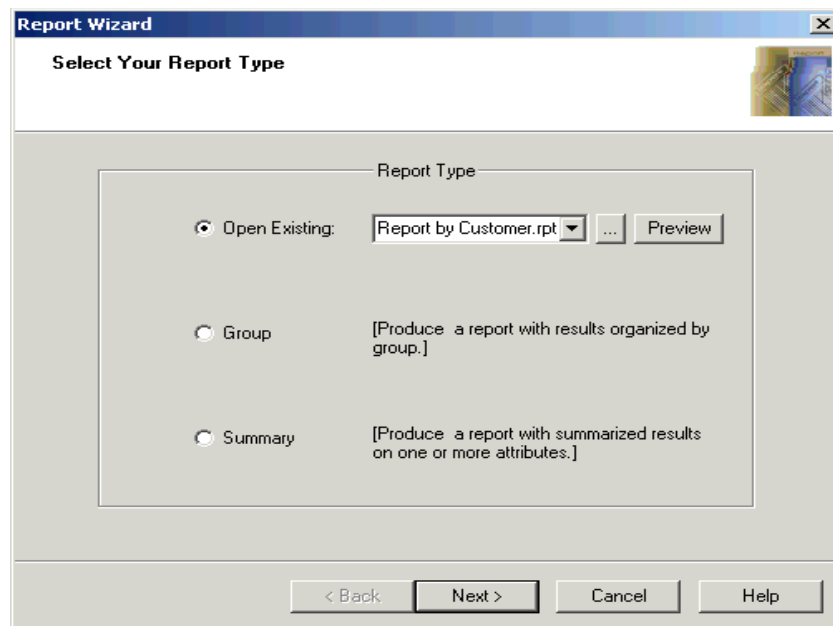 Report Wizard
Select Your Report Type
Report Type
Open Existing: Report by Customer.rpt ... Preview
Group [Produce a report with results organized by
group.]
Summary [Produce a report with summarized results
on one or more attributes.]
< Back Next > Cancel Help